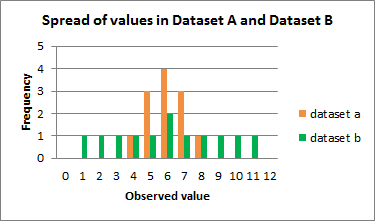 Spread of values in Dataset A and Dataset B
5
4
3
2
1
0
Frequency
0 1 2 3 4 5 6 7 8 9 10 11 12
Observed value
dataset a
dataset b